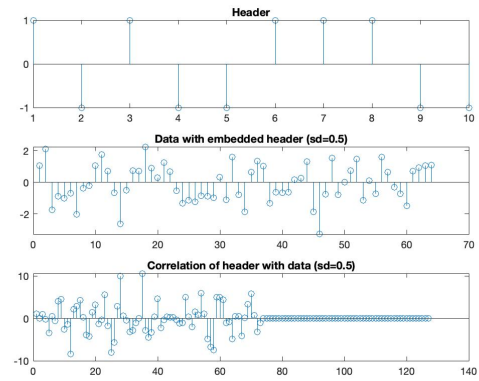 Header
1
0
-1
1 2 3 4 5 6 7 8 9 10
Data with embedded header (sd=0.5)
2
0
-2
0 10 20 30 40 50 60 70
Correlation of header with data (sd=0.5)
10
0
-10
0 20 40 60 80 100 120 140